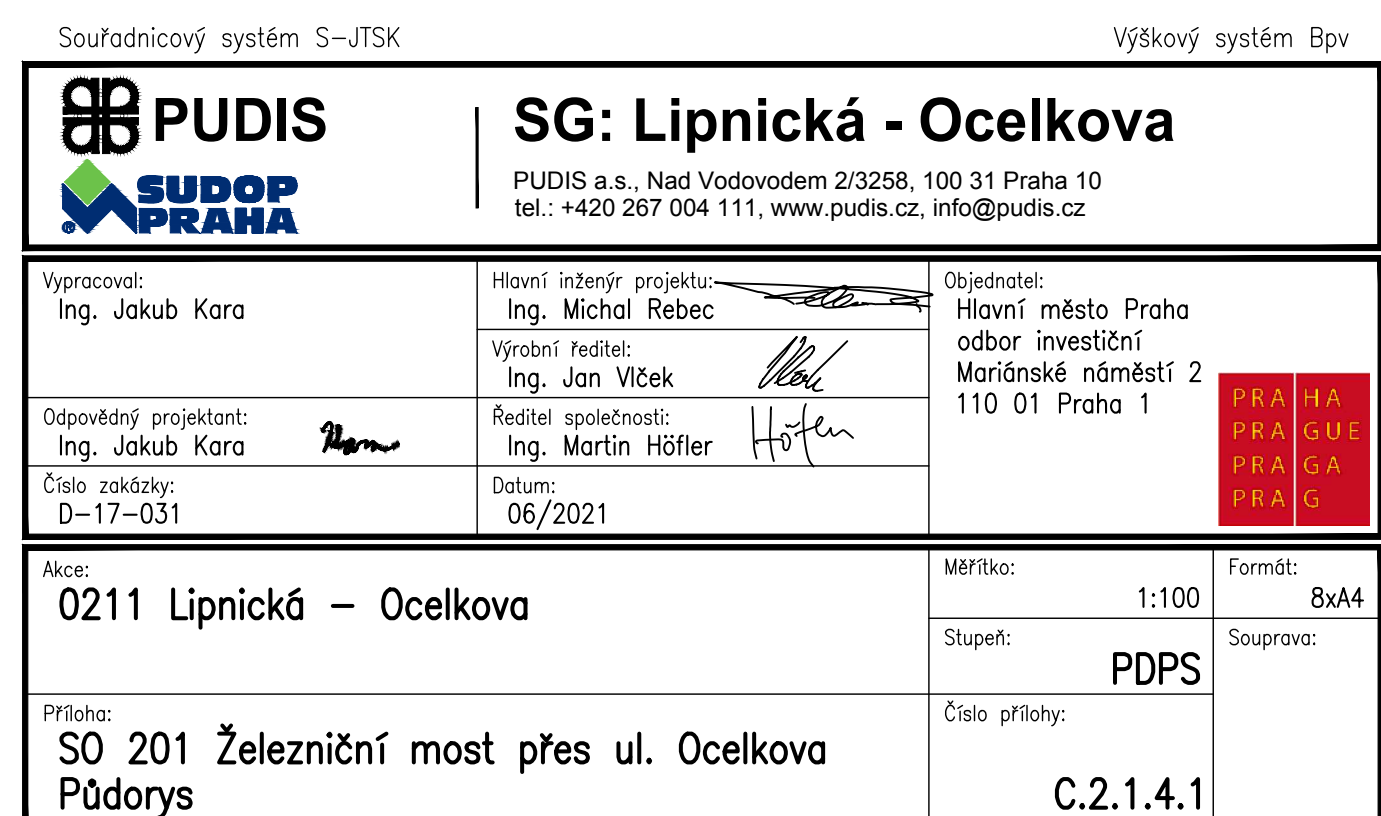 Souřadnicový systém S-JTSK
Výškový systém Bpv
PUDIS
SUDOP
PRAHA
®
SG: Lipnická - Ocelkova
PUDIS a.s., Nad Vodovodem 2/3258, 100 31 Praha 10
tel.: +420 267 004 111, www.pudis.cz, info@pudis.cz
Vypracoval:
Ing. Jakub Kara
Odpovědný projektant:
Ing. Jakub Kara
Číslo zakázky:
D-17-031
Hlavní inženýr projektu:
Ing. Michal Rebec
Výrobní ředitel:
Ing. Jan Vlček
Ředitel společnosti:
Ing. Martin Höfler
Datum:
06/2021
Objednatel:
Hlavní město Praha
odbor investiční
Mariánské náměstí 2
110 01 Praha 1
PRA HA
PRA GUE
PRA GA
PRA G
Akce:
0211 Lipnická – Ocelkova
Měřítko:
1:100
Formát:
8xA4
Stupeň:
PDPS
Souprava:
Příloha:
SO 201 Železniční most přes ul. Ocelkova
Půdorys
Číslo přílohy:
C.2.1.4.1